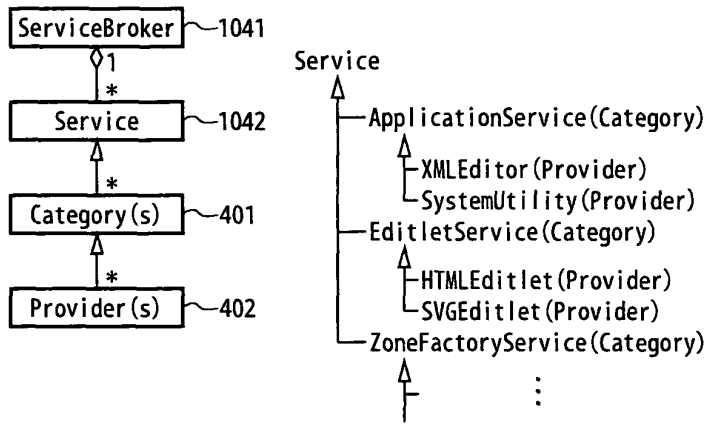 ServiceBroker 1041
1
*
Service 1042
*
Category(s) 401
*
Provider(s) 402
Service
ApplicationService(Category)
XMLEditor(Provider)
SystemUtility(Provider)
EditletService(Category)
HTMLEditlet(Provider)
SVGEditlet(Provider)
ZoneFactoryService(Category)